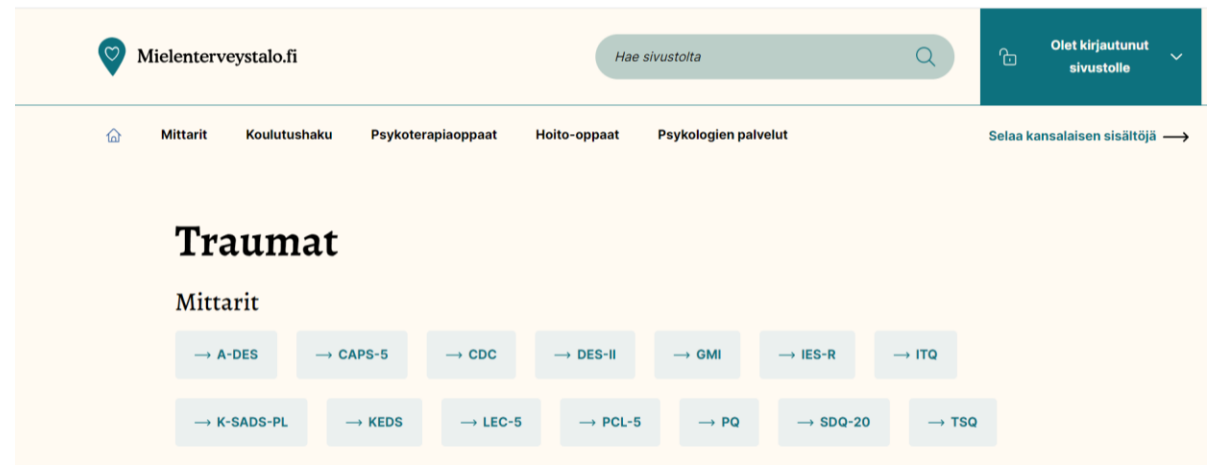 Mielenterveystalo.fi
Hae sivustolta
Olet kirjautunut
sivustolle
Mittarit Koulutushaku Psykoterapiaoppaat Hoito-oppaat Psykologien palvelut Selaa kansalaisen sisältöjä →
Traumat
Mittarit
→ A-DES → CAPS-5 → CDC → DES-II → GMI → IES-R → ITQ
→ K-SADS-PL → KEDS → LEC-5 → PCL-5 → PQ → SDQ-20 → TSQ